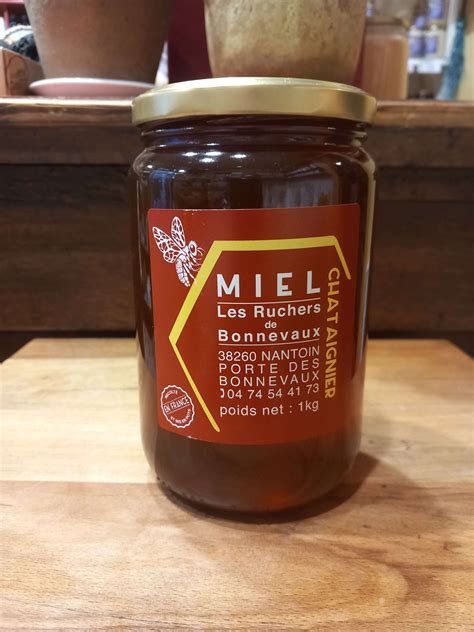 MIEL
Les Ruchers
de
Bonnevaux
38260 NANTOIN
PORTE DES
BONNEVAUX
04 74 54 41 73
poids net : 1kg
CHATAIGNIER
RÉCOLTÉ
EN FRANCE